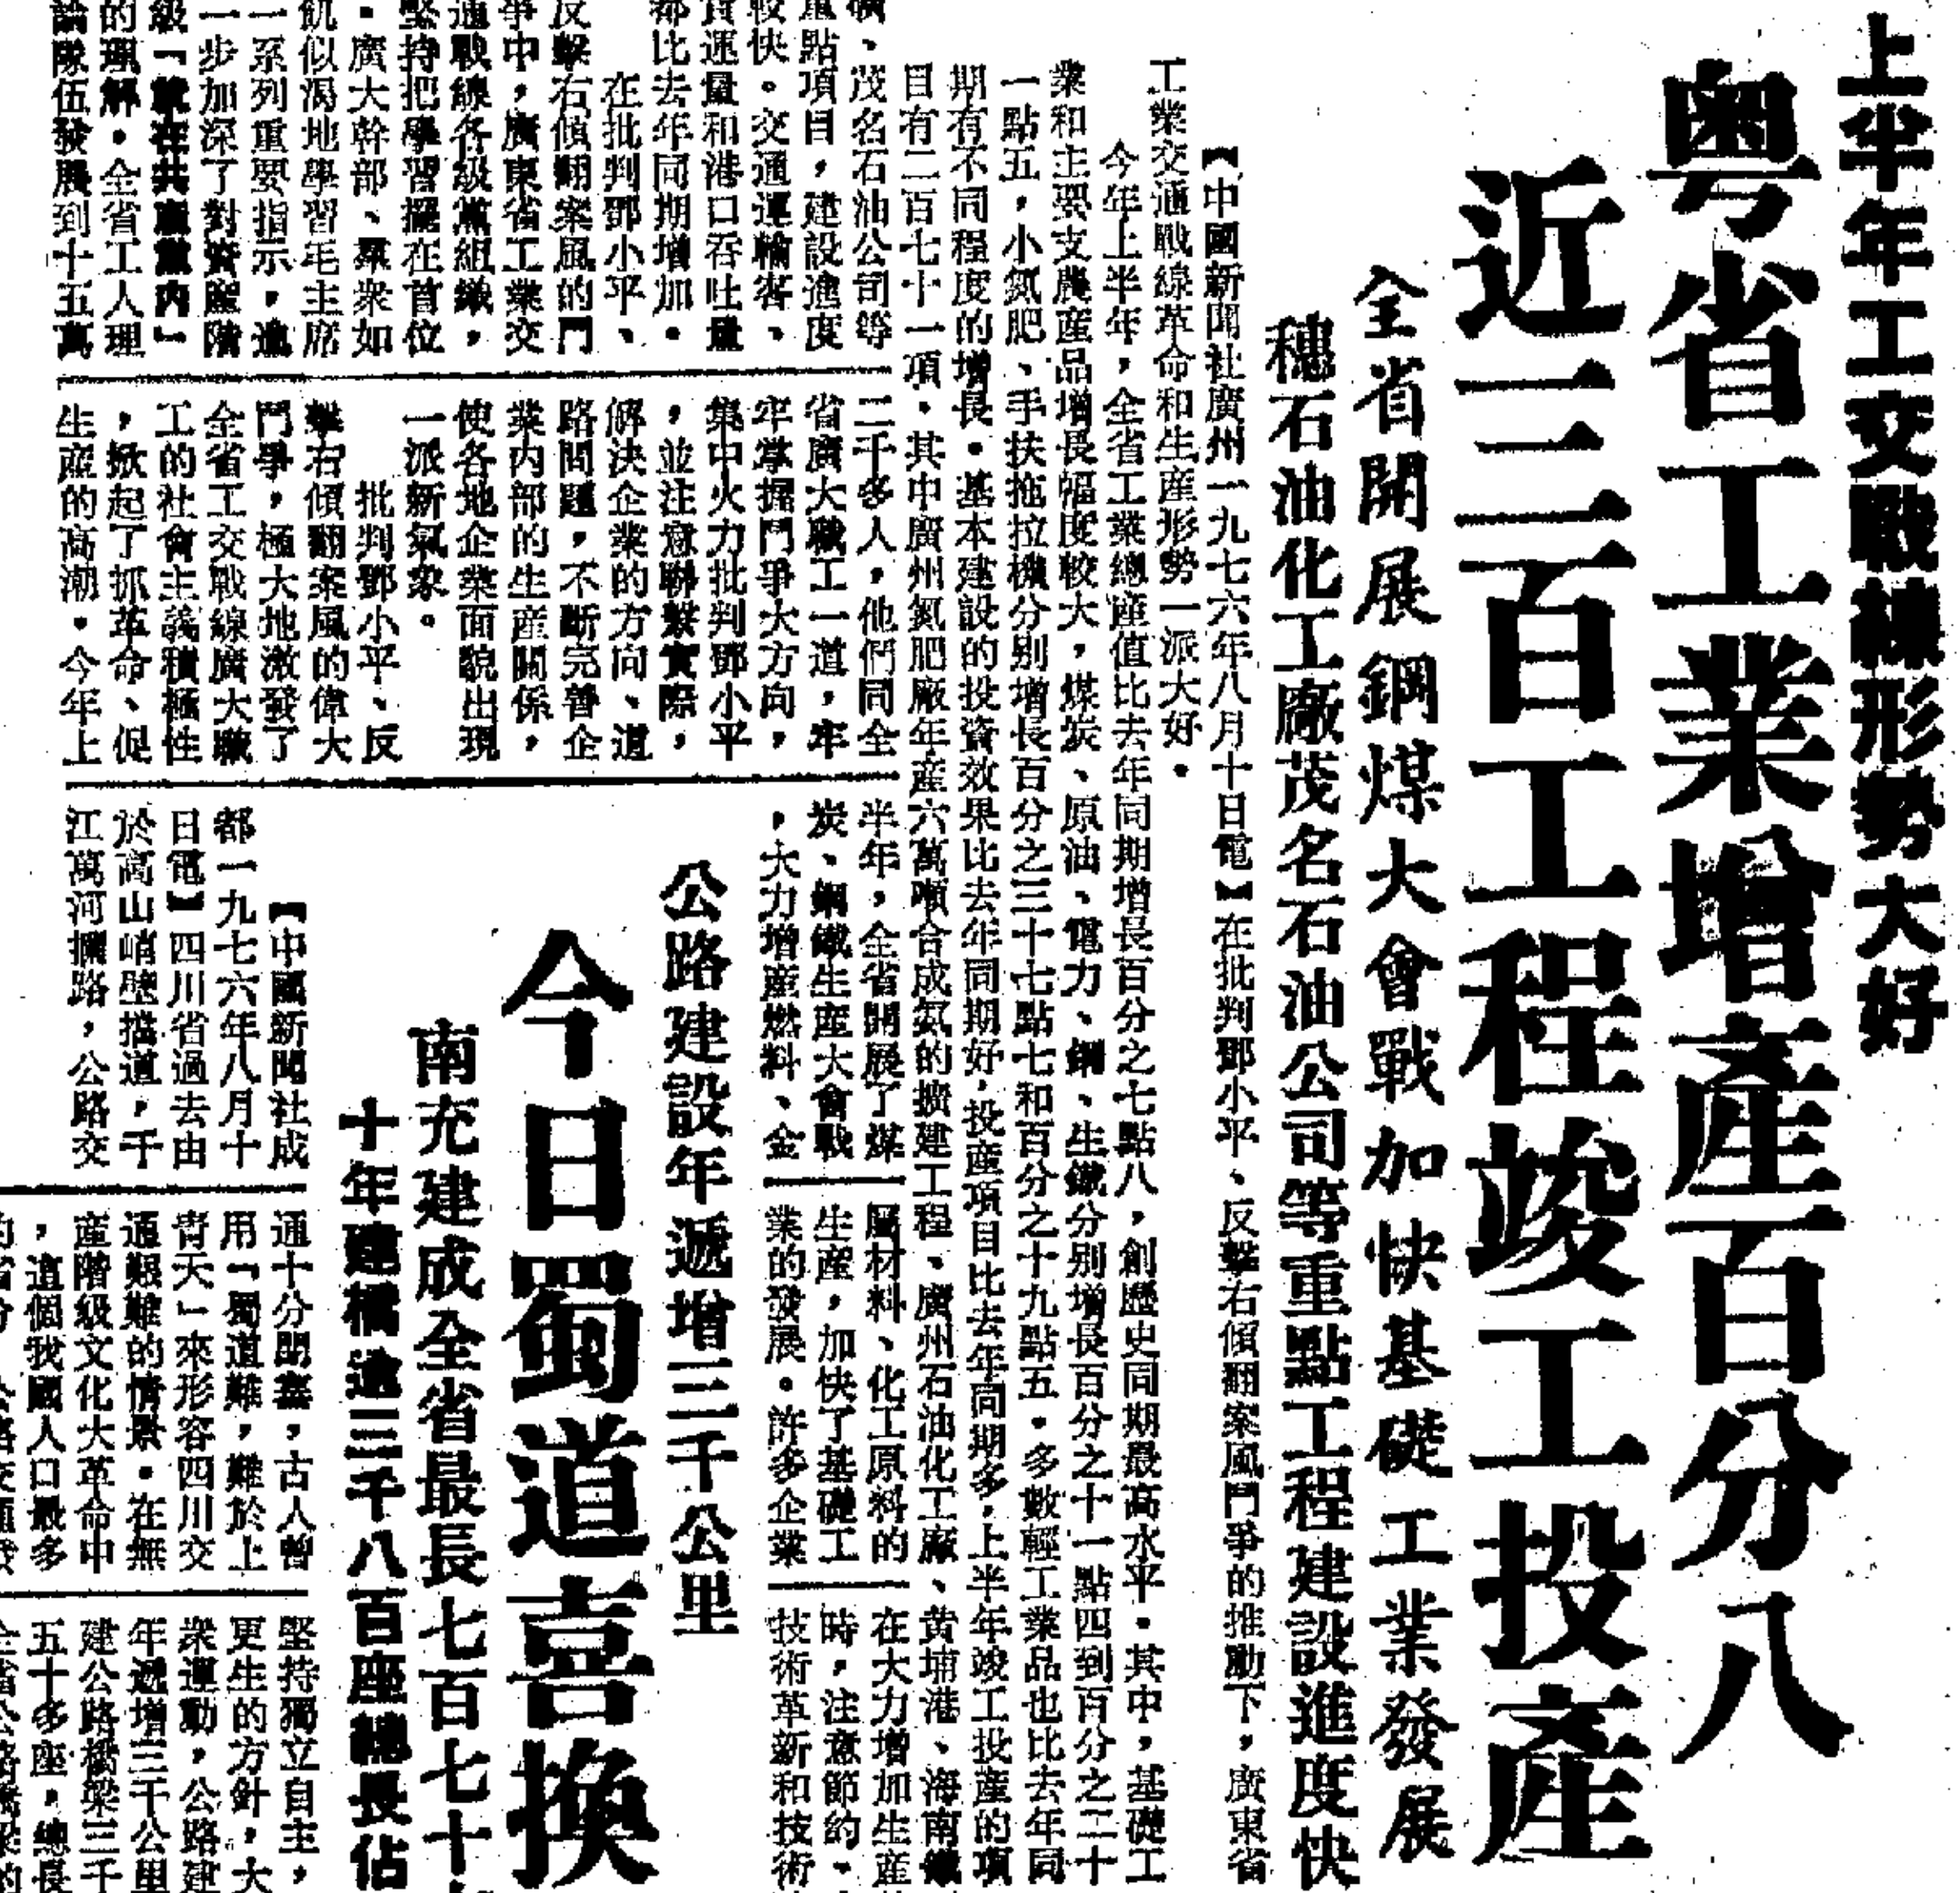 上半年工交戰線形勢大好
粤省工業增產百分八
近三百工程竣工投產
全省開展鋼煤大會戰加快基礎工業發展
穗石油化工廠茂名石油公司等重點工程建設進度快
【中國新聞社廣州一九七六年八月十日電】在批判鄧小平、反擊右傾翻案風鬥爭的推動下，廣東省
工業交通戰線革命和生產形勢一派大好。
今年上半年，全省工業總產值比去年同期增長百分之七點八，創歷史同期最高水平。其中，基礎工
業和主要支農產品增長幅度較大，煤炭、原油、電力、鋼、生鐵分別增長百分之十一點四到百分之二十
一點五，小氮肥、手扶拖拉機分別增長百分之三十七點七和百分之十九點五。多數輕工業品也比去年同
期有不同程度的增長。基本建設的投資效果比去年同期好，投產項目比去年同期多，上半年竣工投產的項
目有二百七十一項。其中廣州氮肥廠年產六萬噸合成氨的擴建工程、廣州石油化工廠、黃埔港、海南鐵
礦、茂名石油公司等
重點項目，建設進度
較快。交通運輸客、
貨運量和港口吞吐量
都比去年同期增加。
在批判鄧小平、
反擊右傾翻案風的鬥
爭中，廣東省工業交
通戰線各級黨組織，
堅持把學習擺在首位
。廣大幹部、羣衆如
飢似渴地學習毛主席
一系列重要指示，進
一步加深了對資產階
級「就在共產黨內」
的理解。全省工人理
論隊伍發展到十五萬
二千多人，他們同全
省廣大職工一道，牢
牢掌握鬥爭大方向，
集中火力批判鄧小平
，並注意聯繫實際，
解決企業的方向、道
路問題，不斷完善企
業內部的生產關係，
使各地企業面貌出現
一派新氣象。
批判鄧小平、反
擊右傾翻案風的偉大
鬥爭，極大地激發了
全省工交戰線廣大職
工的社會主義積極性
，掀起了抓革命、促
生產的高潮。今年上
半年，全省開展了煤
炭、鋼鐵生產大會戰
，大力增產燃料、金
屬材料、化工原料的
生產，加快了基礎工
業的發展。許多企業
在大力增加生產
時，注意節約，
技術革新和技術
公路建設年遞增三千公里
今日蜀道喜換
南充建成全省最長七百七十
十年建橋逾三千八百座總長佔
【中國新聞社成
都一九七六年八月十
日電】四川省過去由
於高山峭壁擋道，千
江萬河攔路，公路交
通十分閉塞，古人曾
用「蜀道難，難於上
青天」來形容四川交
通艱難的情景。在無
產階級文化大革命中
，這個我國人口最多
堅持獨立自主，
更生的方針，大
衆運動，公路建
年遞增三千公里
建公路橋梁三千
五十多座，總長